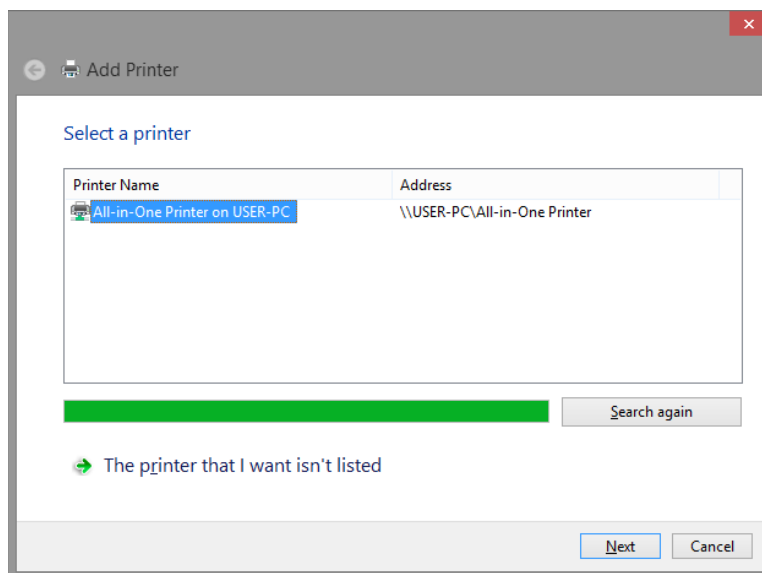 Add Printer
Select a printer
Printer Name Address
All-in-One Printer on USER-PC \\USER-PC\All-in-One Printer
Search again
The printer that I want isn't listed
Next Cancel